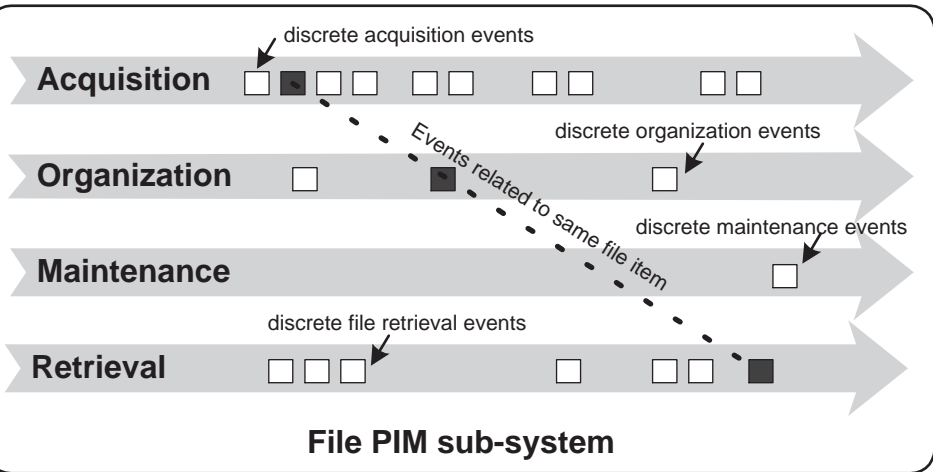 discrete acquisition events
Acquisition
Events related to same file item
discrete organization events
Organization
discrete maintenance events
Maintenance
discrete file retrieval events
Retrieval
File PIM sub-system